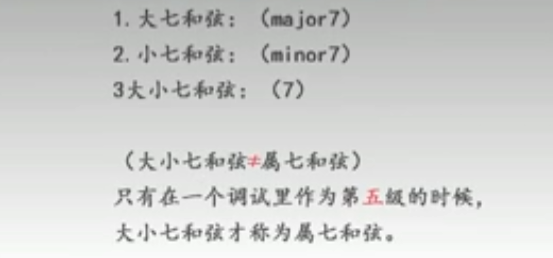 1.大七和弦：（major7）
2.小七和弦：（minor7）
3大小七和弦：（7）
（大小七和弦≠属七和弦）
只有在一个调试里作为第五级的时候，
大小七和弦才称为属七和弦。